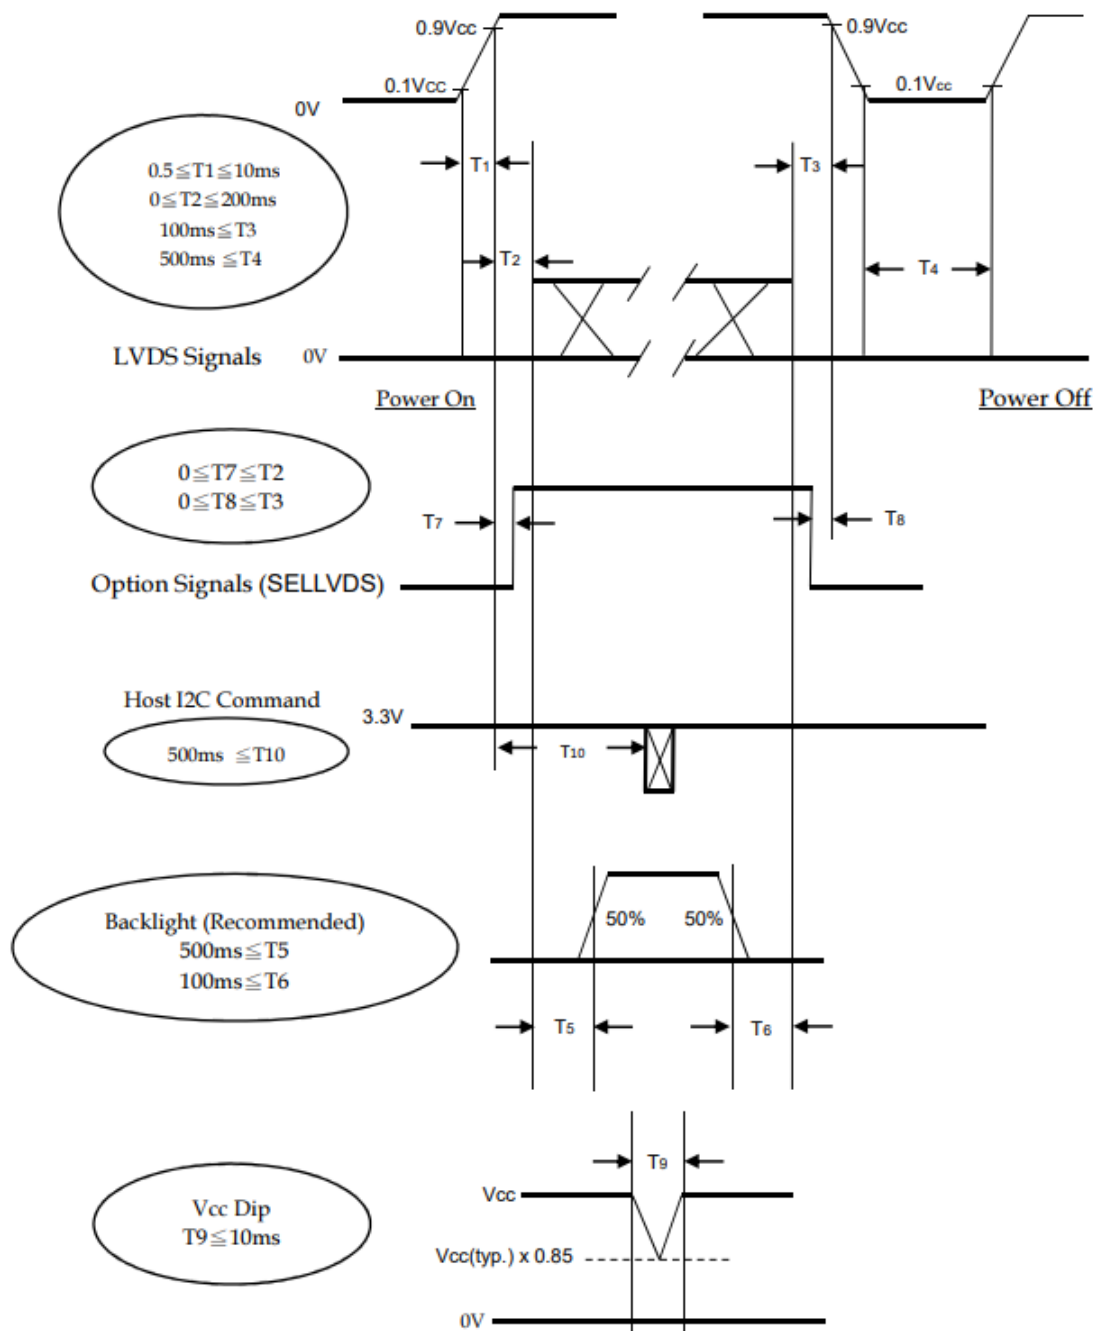 0.9Vcc
0.9Vcc
0.1Vcc
0.1Vcc
0V
0.5≦T1≦10ms
0≦T2≦200ms
100ms≦T3
500ms ≦T4
T1
T3
T2
T4
LVDS Signals
0V
Power On
Power Off
0≦T7≦T2
0≦T8≦T3
T7
T8
Option Signals (SELLVDS)
Host I2C Command
3.3V
500ms ≦T10
T10
Backlight (Recommended)
500ms≦T5
100ms≦T6
50%
50%
T5
T6
T9
Vcc Dip
T9≦10ms
Vcc
Vcc(typ.) x 0.85
0V